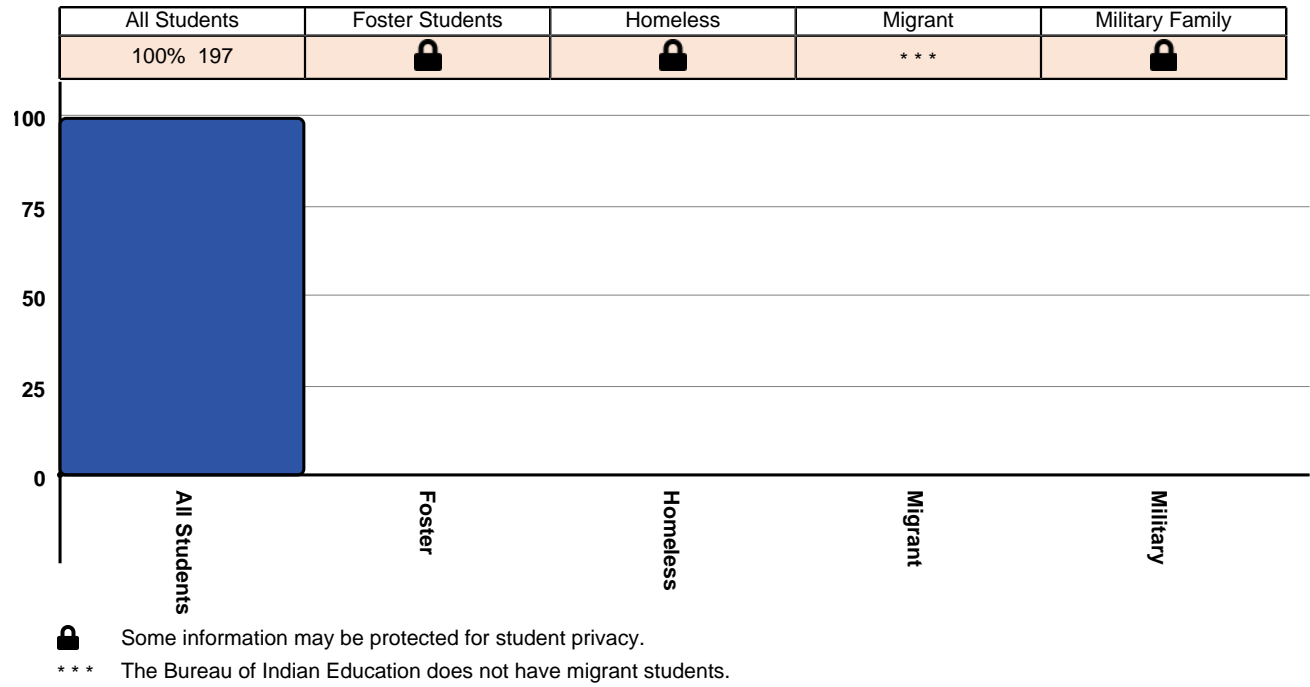 All Students Foster Students Homeless Migrant Military Family
100% 197 * * *
100
75
50
25
0
All Students
Foster
Homeless
Migrant
Military
Some information may be protected for student privacy.
* * * The Bureau of Indian Education does not have migrant students.